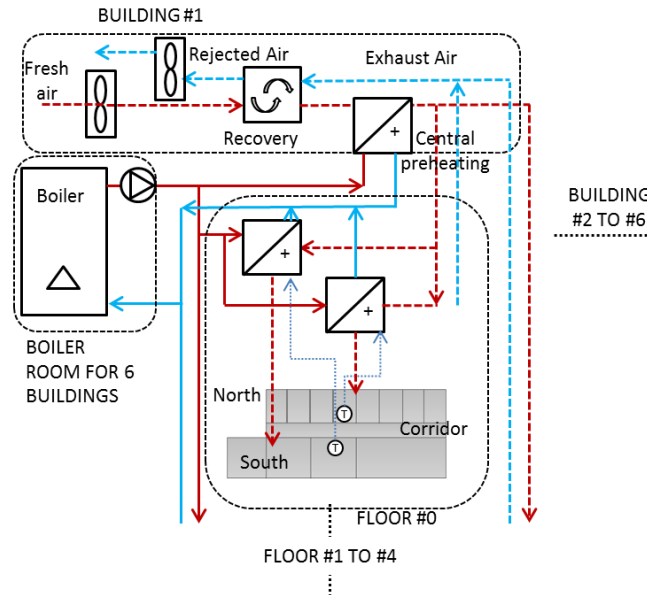 BUILDING #1
Rejected Air
Exhaust Air
Fresh
air
Recovery
+
Central
preheating
Boiler
BUILDING
#2 TO #6
+
+
BOILER
ROOM FOR 6
BUILDINGS
North
T
Corridor
T
South
FLOOR #0
FLOOR #1 TO #4